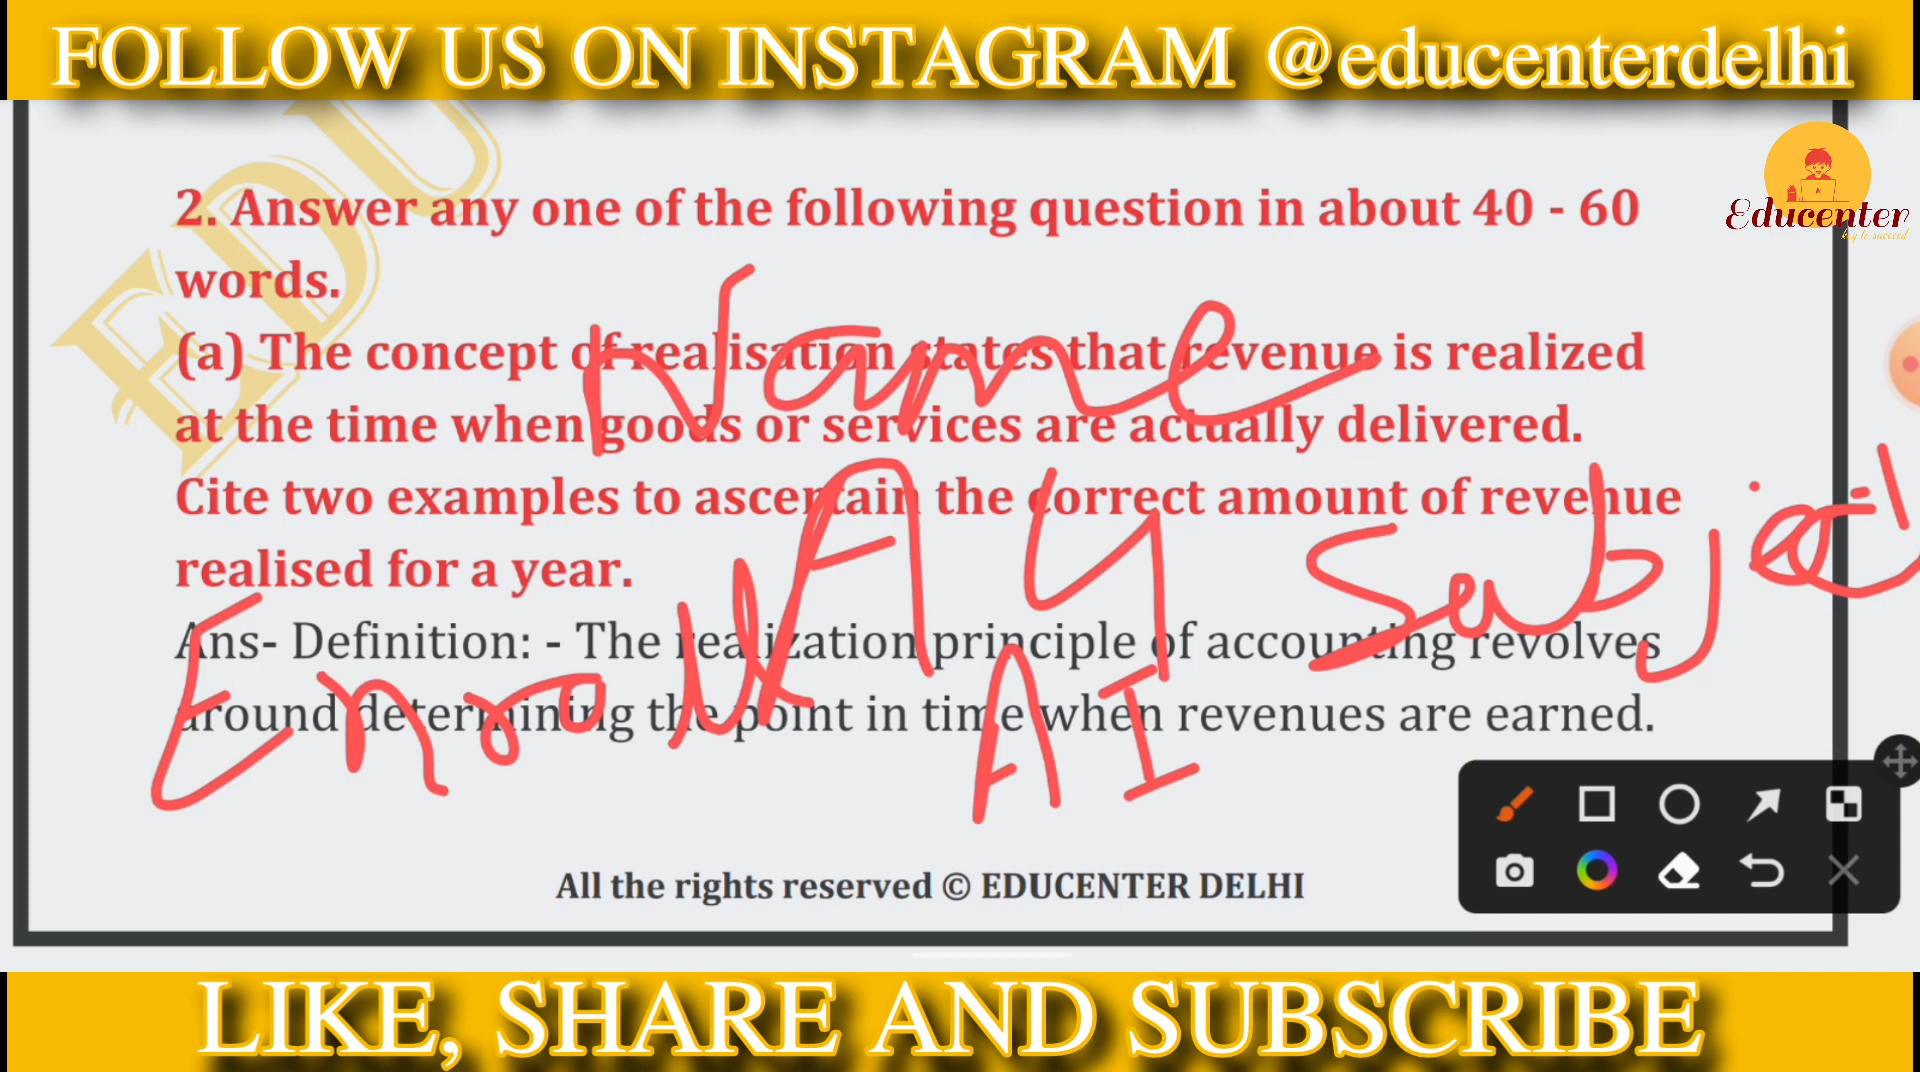 FOLLOW US ON INSTAGRAM @educenterdelhi
EDU
Educenter
key to succeed
2. Answer any one of the following question in about 40 - 60
words.
(a) The concept of realisation states that revenue is realized
at the time when goods or services are actually delivered.
Cite two examples to ascertain the correct amount of revenue
realised for a year.
Ans- Definition: - The realization principle of accounting revolves
around determining the point in time when revenues are earned.
Name
Enroll
AI
Subject
All the rights reserved © EDUCENTER DELHI
LIKE, SHARE AND SUBSCRIBE